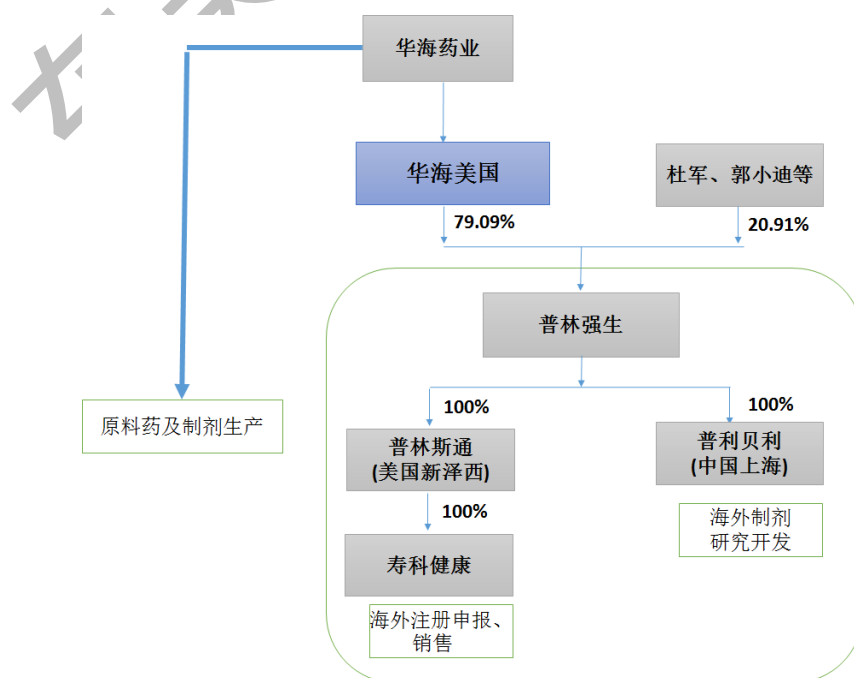 华海药业
华海美国
杜军、郭小迪等
79.09%
20.91%
普林强生
100%
100%
原料药及制剂生产
普林斯通
(美国新泽西)
普利贝利
(中国上海)
100%
海外制剂
研究开发
寿科健康
海外注册申报、
销售